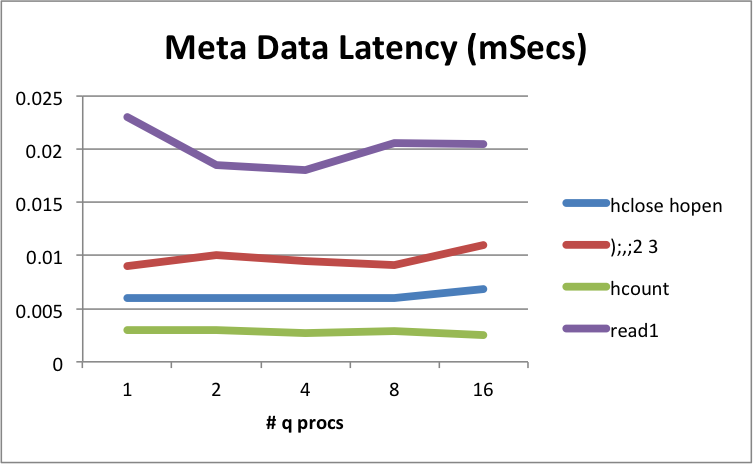 Meta Data Latency (mSecs)
0.025
0.02
0.015
0.01
0.005
0
1 2 4 8 16
# q procs
hclose hopen
);,;2 3
hcount
read1